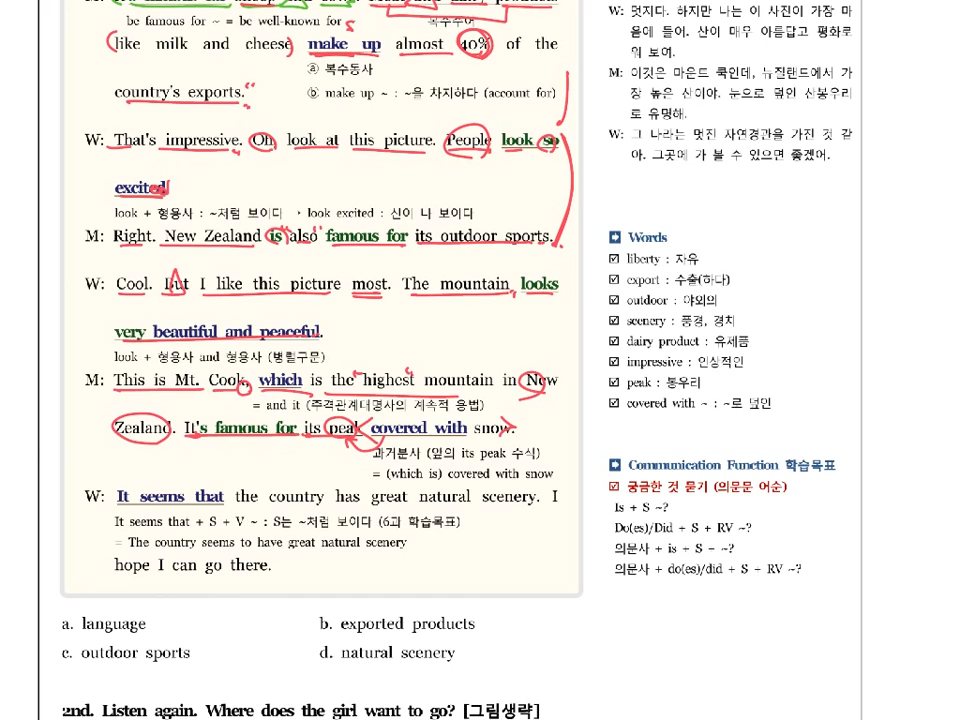 be famous for ~ = be well-known for
복수주어
like milk and cheese) make up almost 40% of the
ⓐ 복수동사
country's exports.
ⓑ make up ~ : ~을 차지하다 (account for)
W: That's impressive. Oh, look at this picture. People look so
excited.
look + 형용사 : ~처럼 보이다 → look excited : 신이 나 보이다
M: Right. New Zealand is also famous for its outdoor sports.
W: Cool. But I like this picture most. The mountain looks
very beautiful and peaceful.
look + 형용사 and 형용사 (병렬구문)
M: This is Mt. Cook, which is the highest mountain in New
= and it (주격관계대명사의 계속적 용법)
Zealand. It's famous for its peak covered with snow.
과거분사 (앞의 its peak 수식)
= (which is) covered with snow
W: It seems that the country has great natural scenery. I
It seems that + S + V ~ : S는 ~처럼 보이다 (6과 학습목표)
= The country seems to have great natural scenery
hope I can go there.
a. language
b. exported products
c. outdoor sports
d. natural scenery
2nd. Listen again. Where does the girl want to go? [그림생략]
W: 멋지다. 하지만 나는 이 사진이 가장 마
음에 들어. 산이 매우 아름답고 평화로
워 보여.
M: 이것은 마운트 쿡인데, 뉴질랜드에서 가
장 높은 산이야. 눈으로 덮인 산봉우리
로 유명해.
W: 그 나라는 멋진 자연경관을 가진 것 같
아. 그곳에 가 볼 수 있으면 좋겠어.
Words
☑ liberty : 자유
☑ export : 수출(하다)
☑ outdoor : 야외의
☑ scenery : 풍경, 경치
☑ dairy product : 유제품
☑ impressive : 인상적인
☑ peak : 봉우리
☑ covered with ~ : ~로 덮인
Communication Function 학습목표
☑ 궁금한 것 묻기 (의문문 어순)
Is + S ~?
Do(es)/Did + S + RV ~?
의문사 + is + S ~ ~?
의문사 + do(es)/did + S + RV ~?